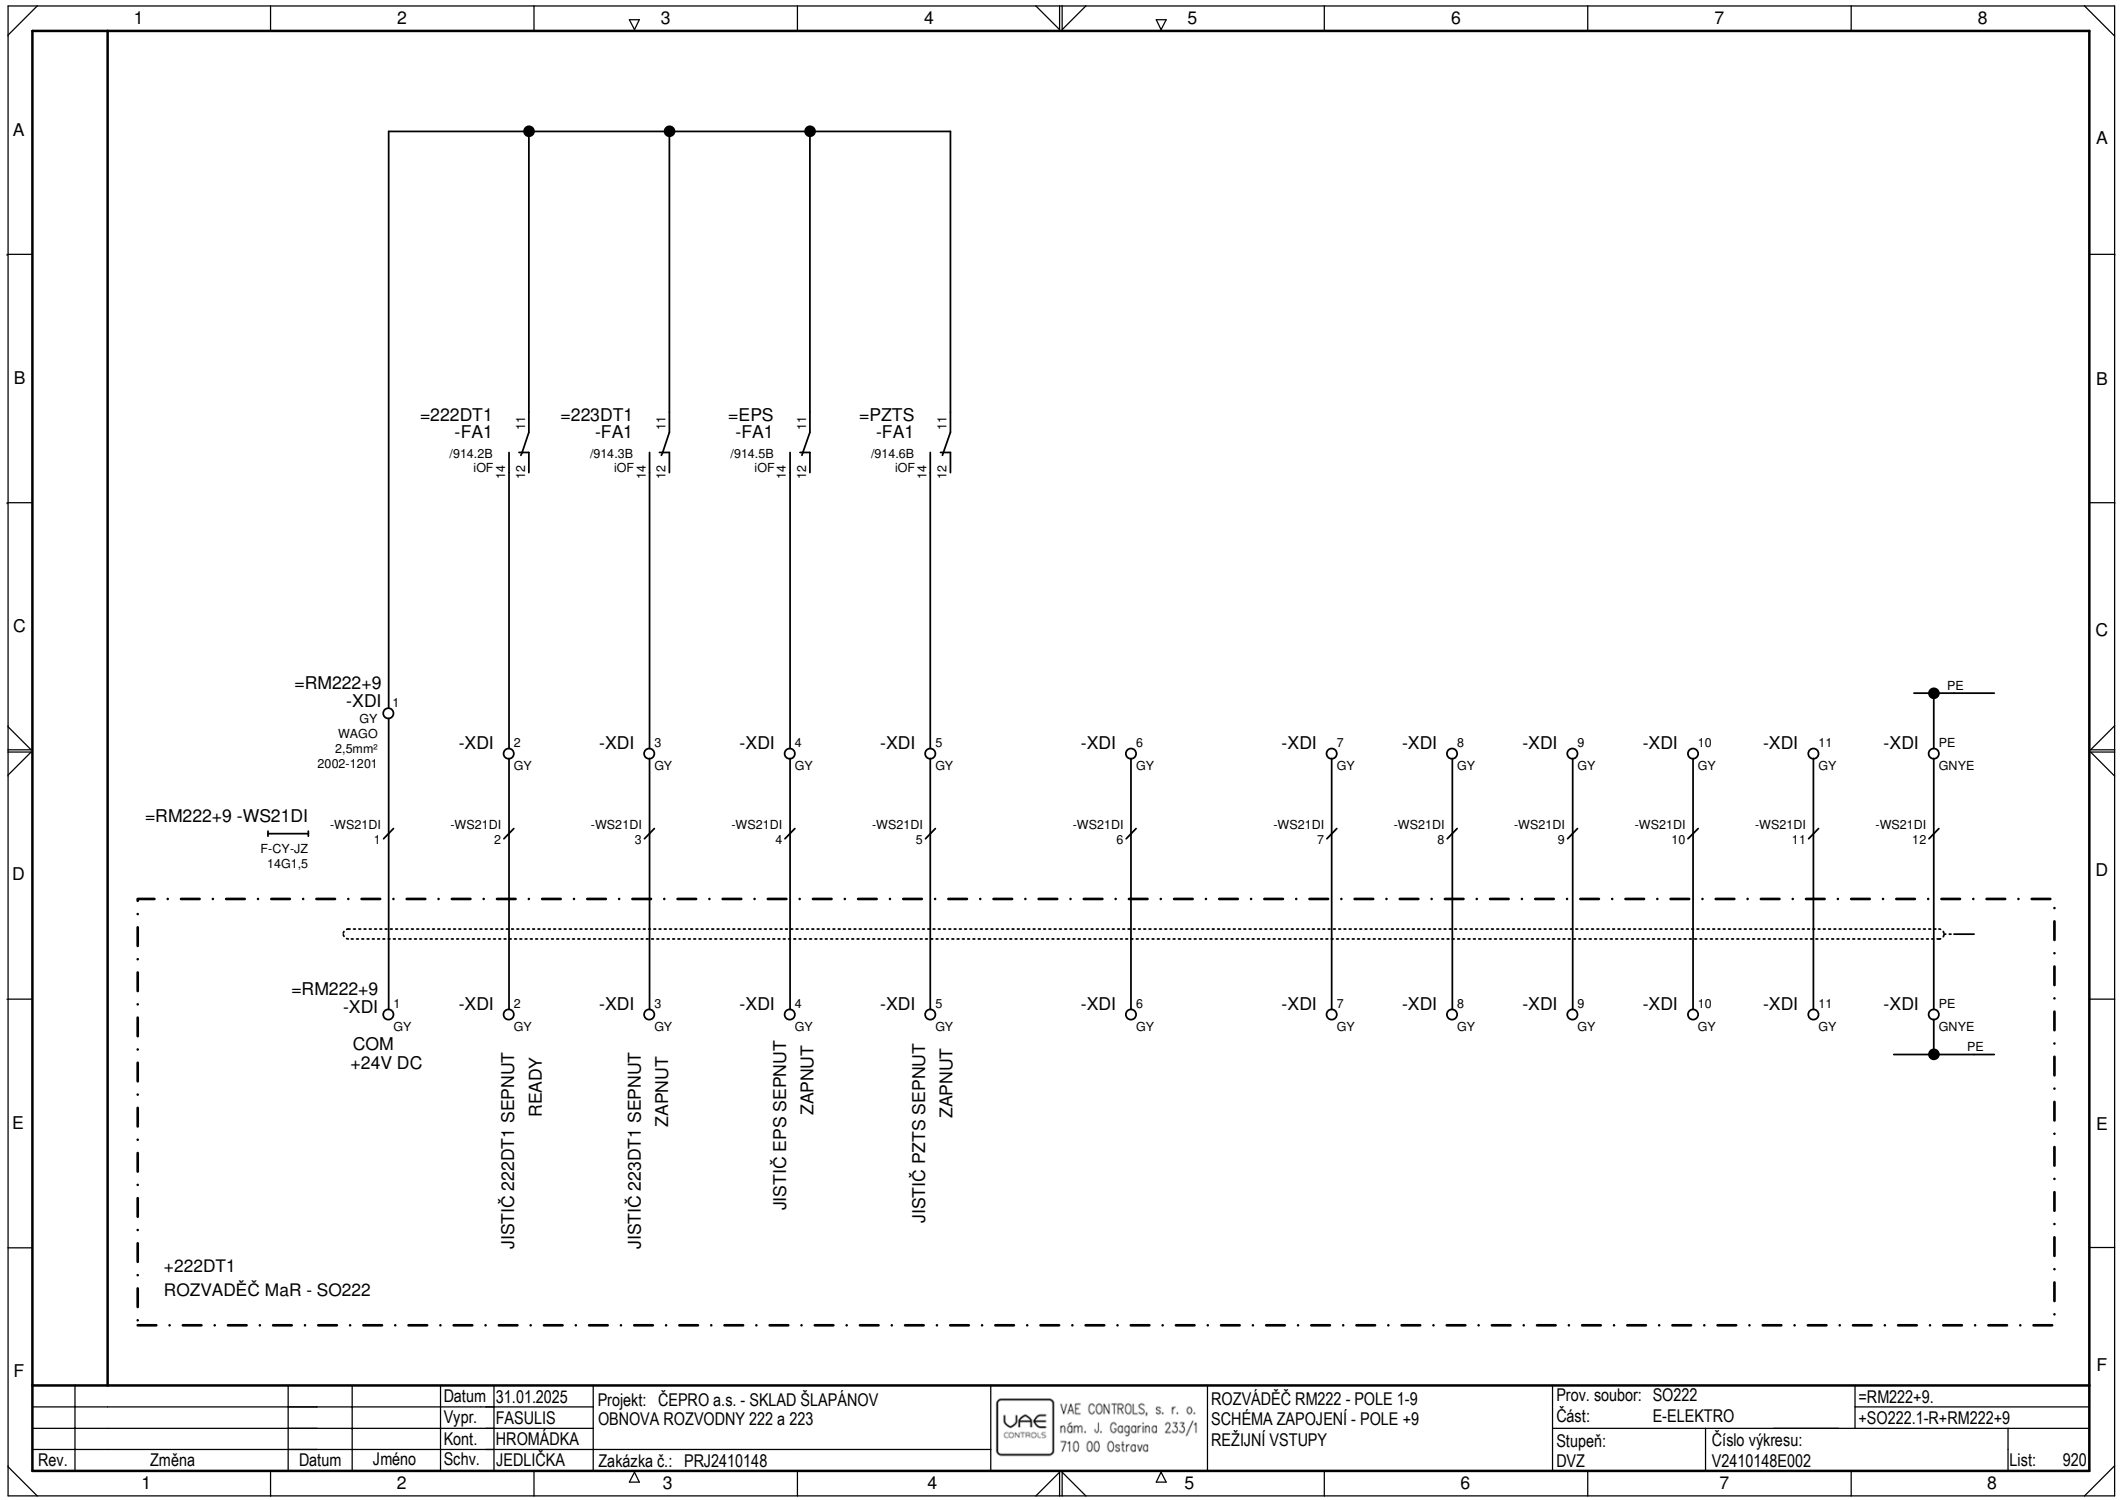 1 2 3 4 5 6 7 8
A A
=222DT1 =223DT1 =EPS =PZTS
-FA1 -FA1 -FA1 -FA1
11 11 11 11
B B
/914.2B /914.3B /914.5B /914.6B
iOF iOF iOF iOF
14 12 14 12 14 12 14 12
C C
=RM222+9
-XDI 1
GY
WAGO
2,5mm²
2002-1201
PE
-XDI 2 -XDI 3 -XDI 4 -XDI 5 -XDI 6 -XDI 7 -XDI 8 -XDI 9 -XDI 10 -XDI 11 -XDI PE
GY GY GY GY GY GY GY GY GY GY GNYE
=RM222+9 -WS21DI
F-CY-JZ
14G1,5
-WS21DI -WS21DI -WS21DI -WS21DI -WS21DI -WS21DI -WS21DI -WS21DI -WS21DI -WS21DI -WS21DI -WS21DI
1 2 3 4 5 6 7 8 9 10 11 12
D D
=RM222+9
-XDI 1 -XDI 2 -XDI 3 -XDI 4 -XDI 5 -XDI 6 -XDI 7 -XDI 8 -XDI 9 -XDI 10 -XDI 11 -XDI PE
GY GY GY GY GY GY GY GY GY GY GY GNYE
PE
COM
+24V DC
JISTIČ 222DT1 SEPNUT
READY
JISTIČ 223DT1 SEPNUT
ZAPNUT
JISTIČ EPS SEPNUT
ZAPNUT
JISTIČ PZTS SEPNUT
ZAPNUT
E E
+222DT1
ROZVADĚČ MaR - SO222
F F
Rev. Změna Datum Jméno
Datum 31.01.2025
Vypr. FASULIS
Kont. HROMÁDKA
Schv. JEDLIČKA
Projekt: ČEPRO a.s. - SKLAD ŠLAPÁNOV
OBNOVA ROZVODNY 222 a 223
Zakázka č.: PRJ2410148
VAE
CONTROLS
VAE CONTROLS, s. r. o.
nám. J. Gagarina 233/1
710 00 Ostrava
ROZVÁDĚČ RM222 - POLE 1-9
SCHÉMA ZAPOJENÍ - POLE +9
REŽIJNÍ VSTUPY
Prov. soubor: SO222
Část: E-ELEKTRO
Stupeň:
DVZ
Číslo výkresu:
V2410148E002
=RM222+9.
+SO222.1-R+RM222+9
List: 920
1 2 3 4 5 6 7 8